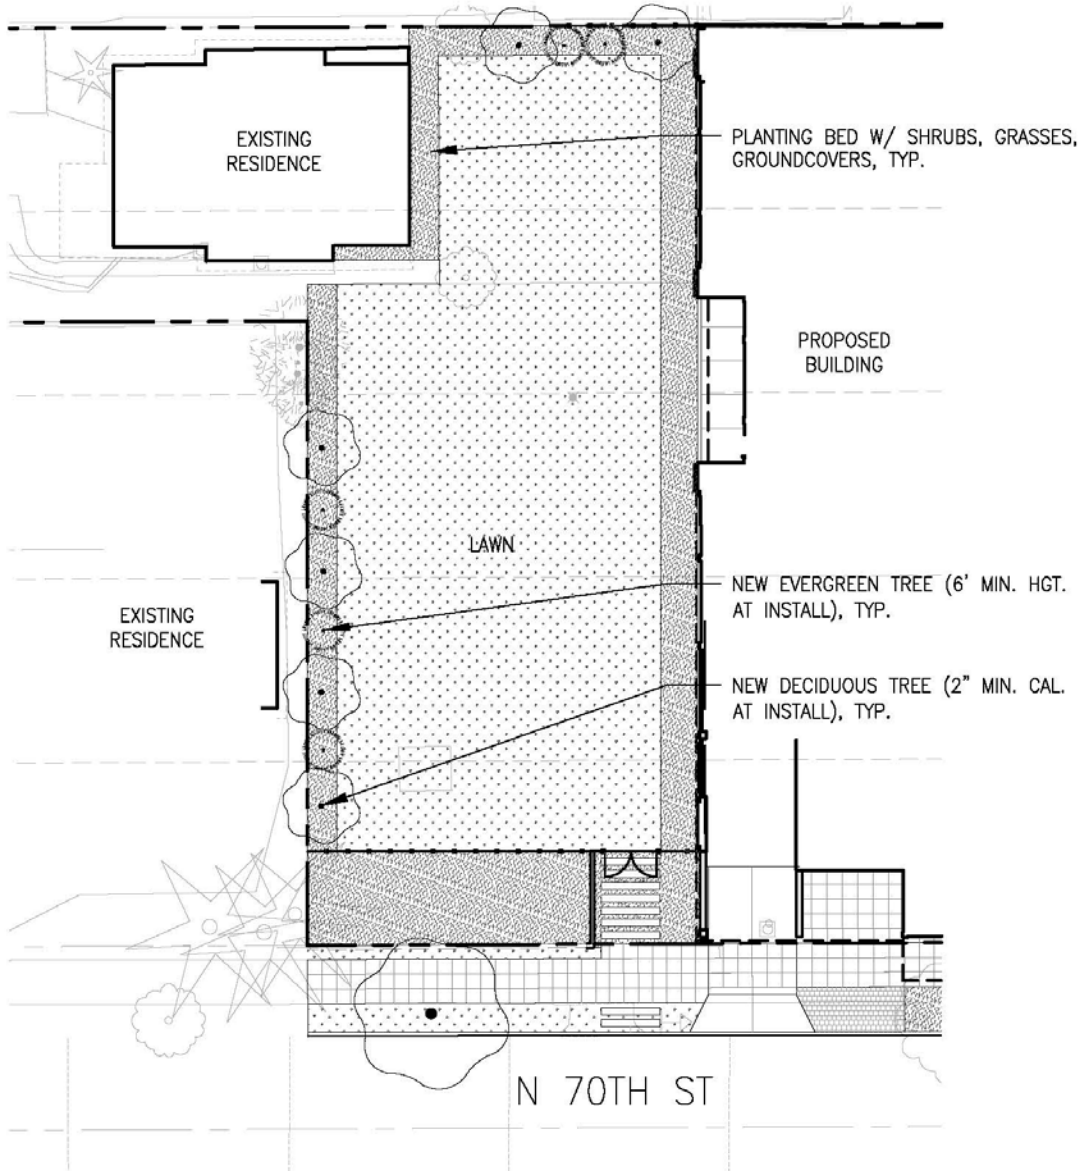 EXISTING
RESIDENCE
PLANTING BED W/ SHRUBS, GRASSES,
GROUNDCOVERS, TYP.
PROPOSED
BUILDING
LAWN
NEW EVERGREEN TREE (6' MIN. HGT.
AT INSTALL), TYP.
EXISTING
RESIDENCE
NEW DECIDUOUS TREE (2" MIN. CAL.
AT INSTALL), TYP.
N 70TH ST